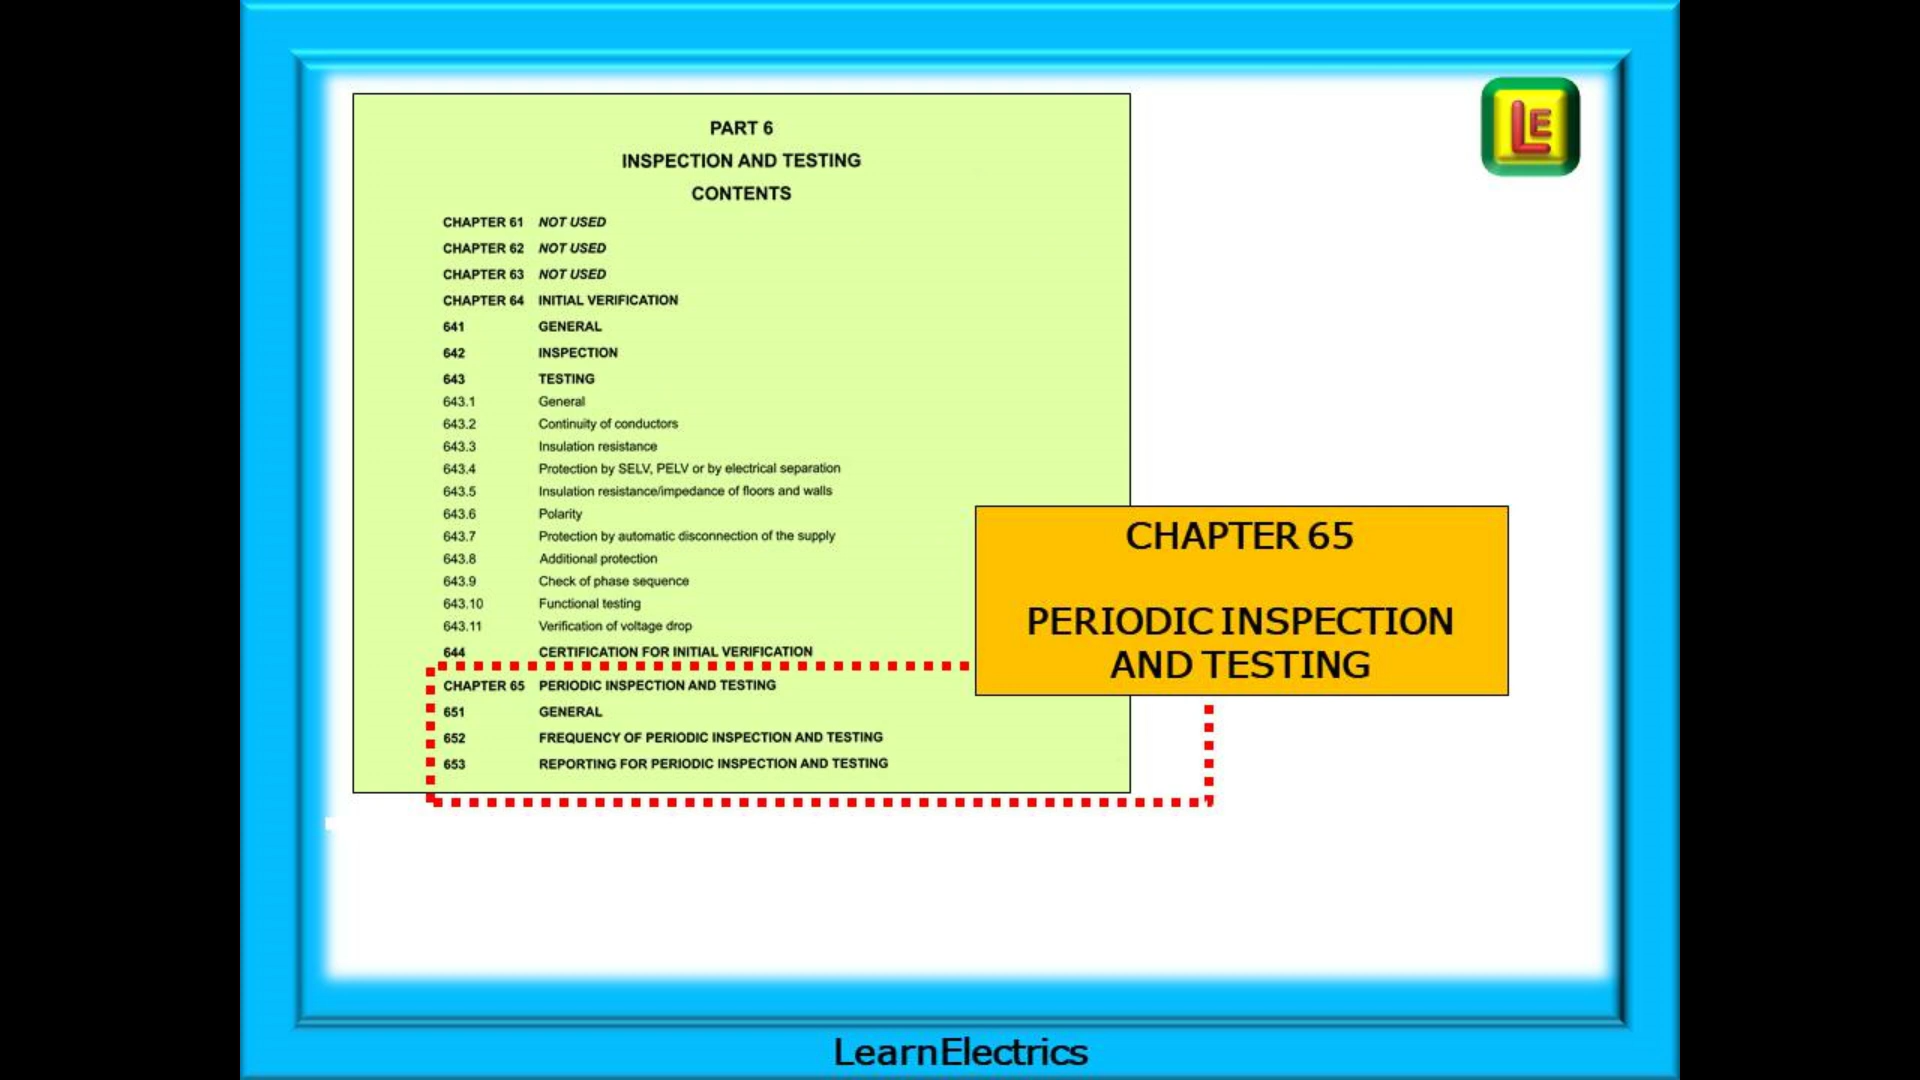 LE
PART 6
INSPECTION AND TESTING
CONTENTS
CHAPTER 61 NOT USED
CHAPTER 62 NOT USED
CHAPTER 63 NOT USED
CHAPTER 64 INITIAL VERIFICATION
641 GENERAL
642 INSPECTION
643 TESTING
643.1 General
643.2 Continuity of conductors
643.3 Insulation resistance
643.4 Protection by SELV, PELV or by electrical separation
643.5 Insulation resistance/impedance of floors and walls
643.6 Polarity
643.7 Protection by automatic disconnection of the supply
643.8 Additional protection
643.9 Check of phase sequence
643.10 Functional testing
643.11 Verification of voltage drop
644 CERTIFICATION FOR INITIAL VERIFICATION
CHAPTER 65 PERIODIC INSPECTION AND TESTING
651 GENERAL
652 FREQUENCY OF PERIODIC INSPECTION AND TESTING
653 REPORTING FOR PERIODIC INSPECTION AND TESTING
CHAPTER 65
PERIODIC INSPECTION
AND TESTING
LearnElectrics